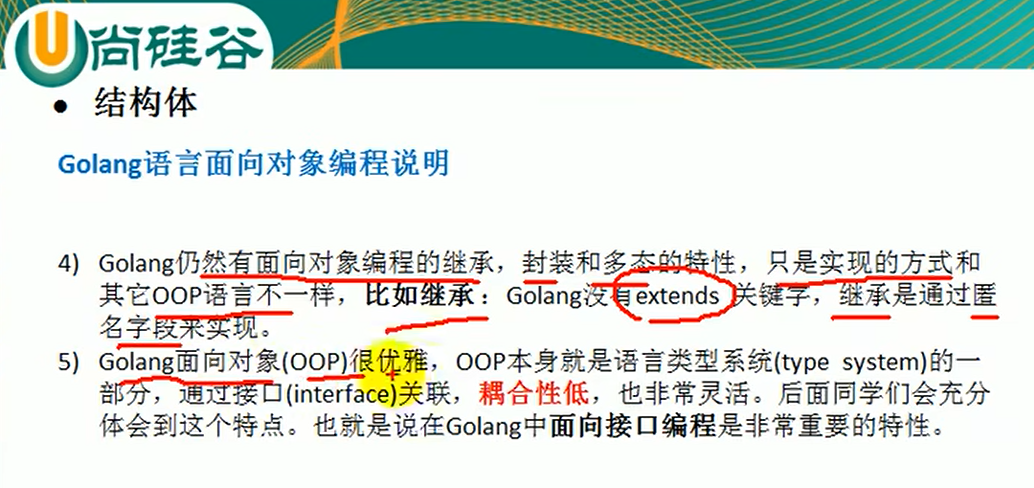 尚硅谷
● 结构体
Golang语言面向对象编程说明
4) Golang仍然有面向对象编程的继承，封装和多态的特性，只是实现的方式和
其它OOP语言不一样，比如继承：Golang没有extends 关键字，继承是通过匿
名字段来实现。
5) Golang面向对象(OOP)很优雅，OOP本身就是语言类型系统(type system)的一
部分，通过接口(interface)关联，耦合性低，也非常灵活。后面同学们会充分
体会到这个特点。也就是说在Golang中面向接口编程是非常重要的特性。